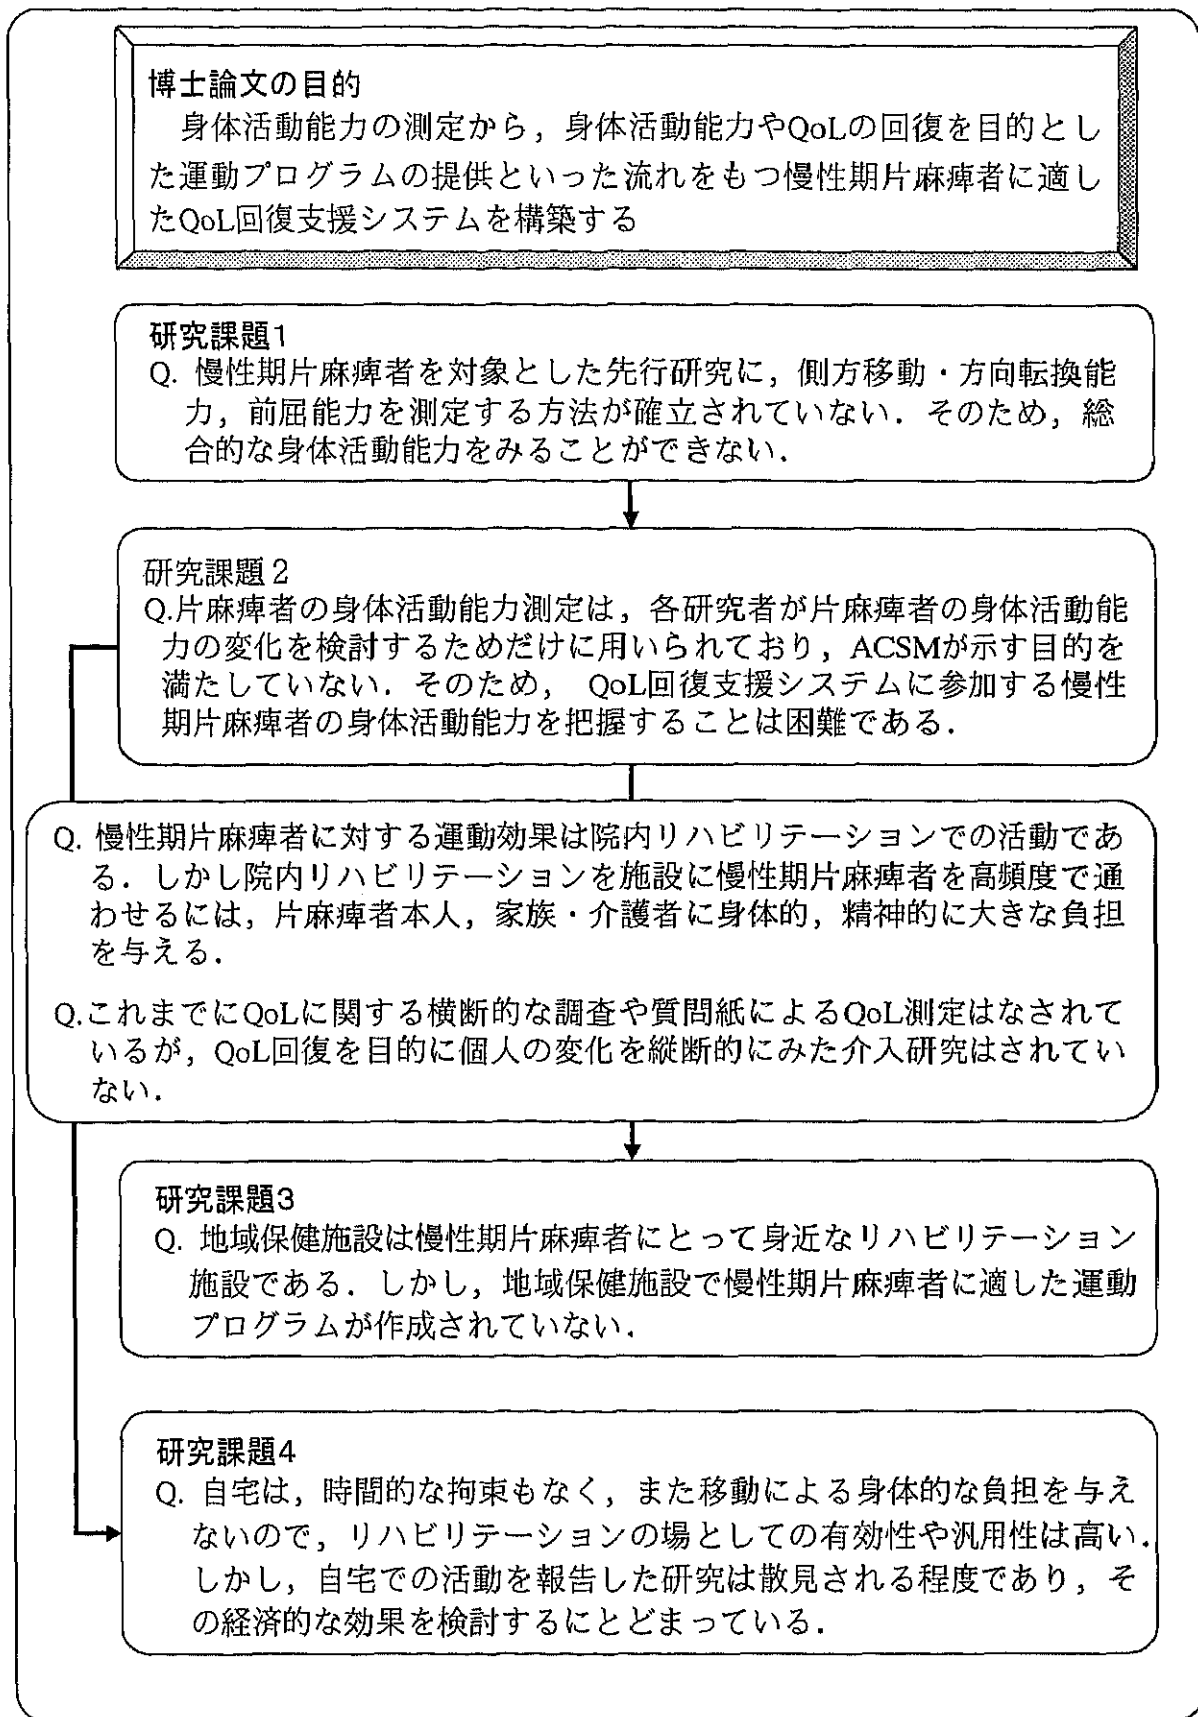 博士論文の目的
身体活動能力の測定から，身体活動能力やQoLの回復を目的とし
た運動プログラムの提供といった流れをもつ慢性期片麻痺者に適し
たQoL回復支援システムを構築する
研究課題1
Q. 慢性期片麻痺者を対象とした先行研究に，側方移動・方向転換能
力，前屈能力を測定する方法が確立されていない．そのため，総
合的な身体活動能力をみることができない．
研究課題２
Q.片麻痺者の身体活動能力測定は，各研究者が片麻痺者の身体活動能
力の変化を検討するためだけに用いられており，ACSMが示す目的を
満たしていない．そのため， QoL回復支援システムに参加する慢性
期片麻痺者の身体活動能力を把握することは困難である．
Q. 慢性期片麻痺者に対する運動効果は院内リハビリテーションでの活動であ
る．しかし院内リハビリテーションを施設に慢性期片麻痺者を高頻度で通
わせるには，片麻痺者本人，家族・介護者に身体的，精神的に大きな負担
を与える．
Q.これまでにQoLに関する横断的な調査や質問紙によるQoL測定はなされて
いるが，QoL回復を目的に個人の変化を縦断的にみた介入研究はされてい
ない．
研究課題3
Q. 地域保健施設は慢性期片麻痺者にとって身近なリハビリテーション
施設である．しかし，地域保健施設で慢性期片麻痺者に適した運動
プログラムが作成されていない．
研究課題4
Q. 自宅は，時間的な拘束もなく，また移動による身体的な負担を与え
ないので，リハビリテーションの場としての有効性や汎用性は高い．
しかし，自宅での活動を報告した研究は散見される程度であり，そ
の経済的な効果を検討するにとどまっている．